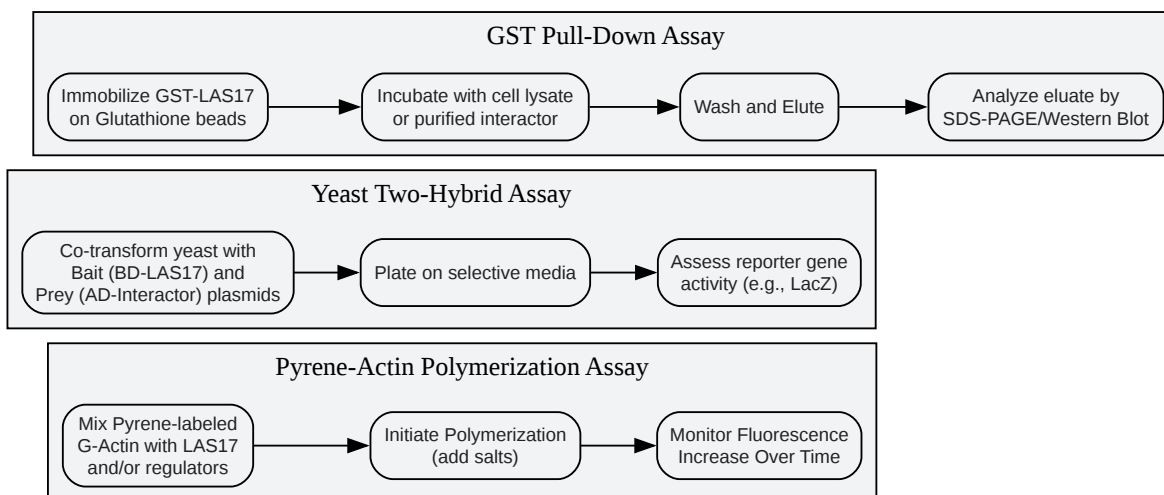 GST Pull-Down Assay
Immobilize GST-LAS17
on Glutathione beads
Incubate with cell lysate
or purified interactor
Wash and Elute
Analyze eluate by
SDS-PAGE/Western Blot
Yeast Two-Hybrid Assay
Co-transform yeast with
Bait (BD-LAS17) and
Prey (AD-Interactor) plasmids
Plate on selective media
Assess reporter gene
activity (e.g., LacZ)
Pyrene-Actin Polymerization Assay
Mix Pyrene-labeled
G-Actin with LAS17
and/or regulators
Initiate Polymerization
(add salts)
Monitor Fluorescence
Increase Over Time